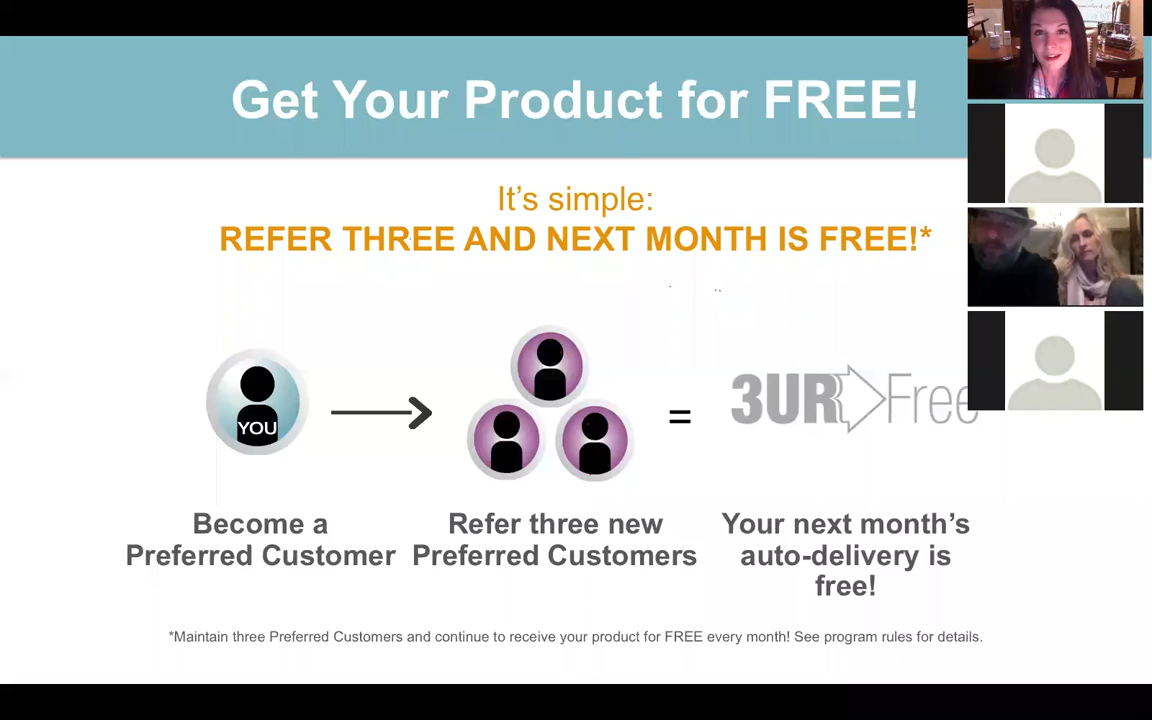 Get Your Product for FREE!
It's simple:
REFER THREE AND NEXT MONTH IS FREE!*
YOU
=
3UR Free
Become a
Preferred Customer
Refer three new
Preferred Customers
Your next month's
auto-delivery is
free!
*Maintain three Preferred Customers and continue to receive your product for FREE every month! See program rules for details.